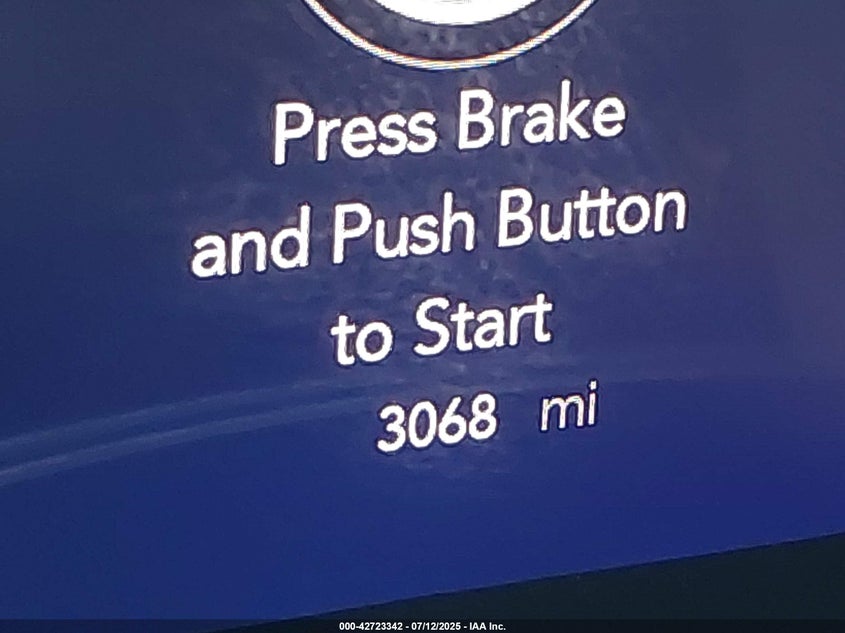 Press Brake
and Push Button
to Start
3068 mi
000-42723342 - 07/12/2025 - IAA Inc.